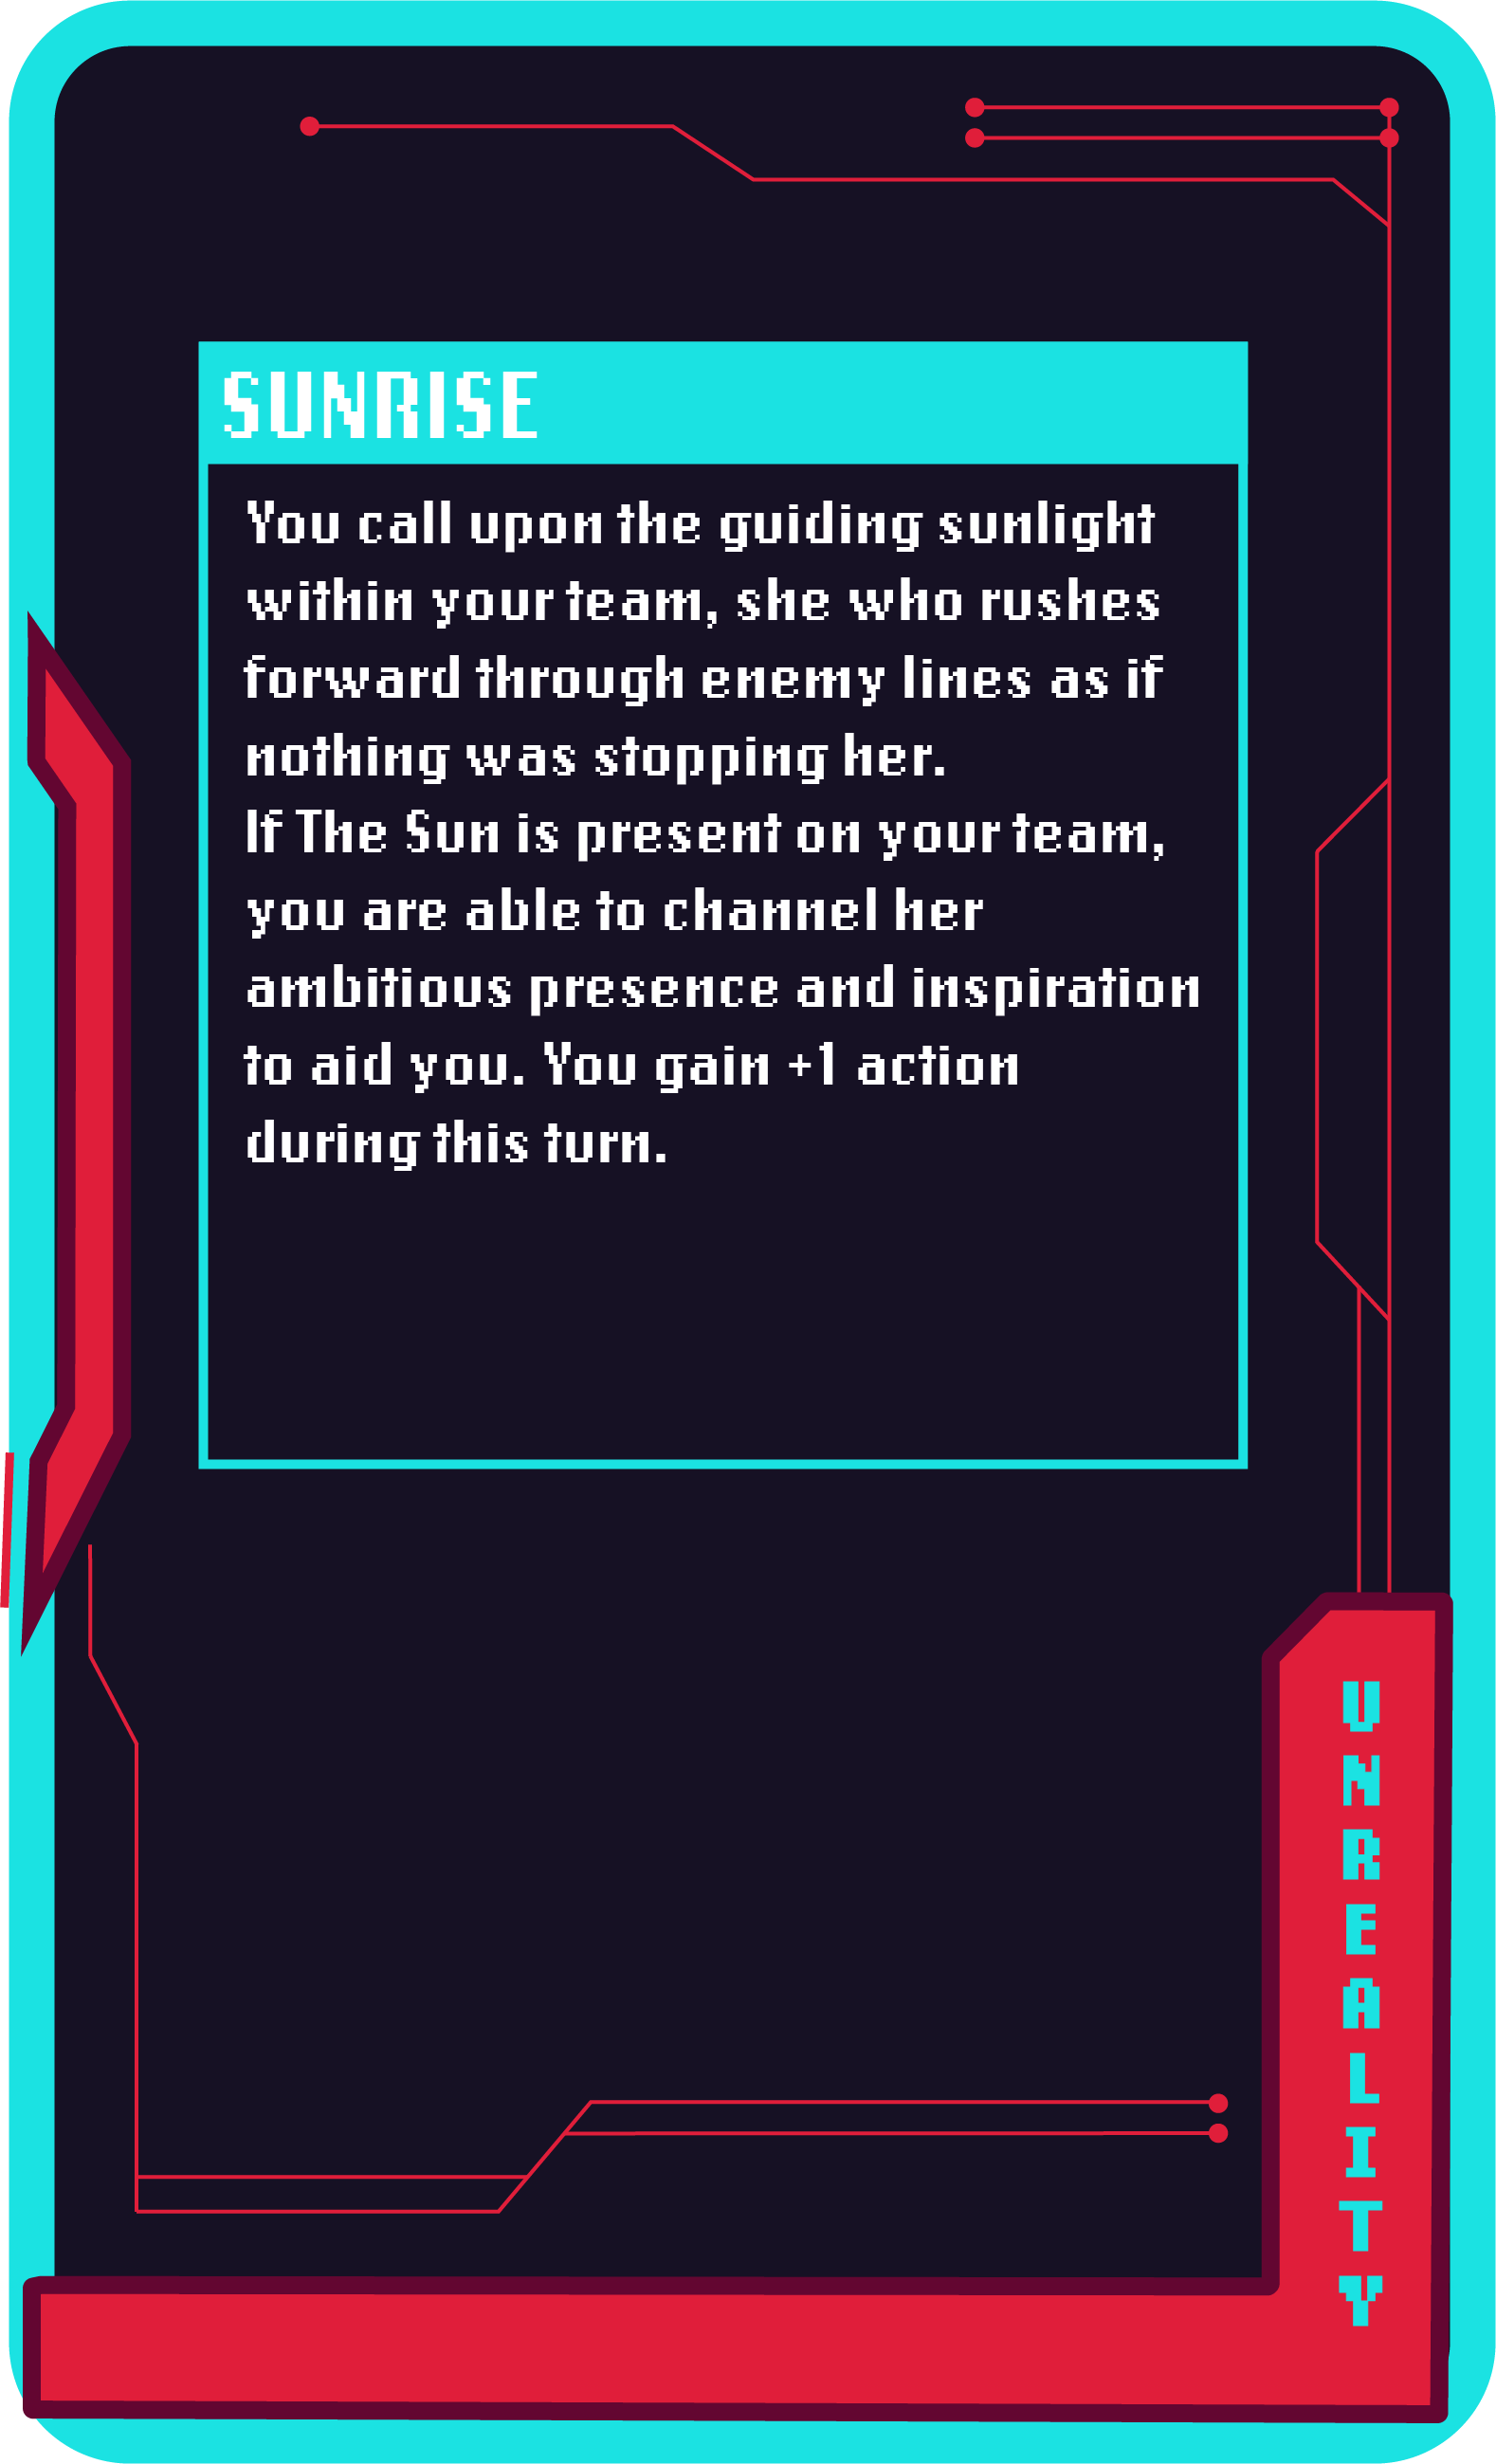 SUNRISE
You call upon the guiding sunlight
within your team, she who rushes
forward through enemy lines as if
nothing was stopping her.
If The Sun is present on your team,
you are able to channel her
ambitious presence and inspiration
to aid you. You gain +1 action
during this turn.
UNREALITY